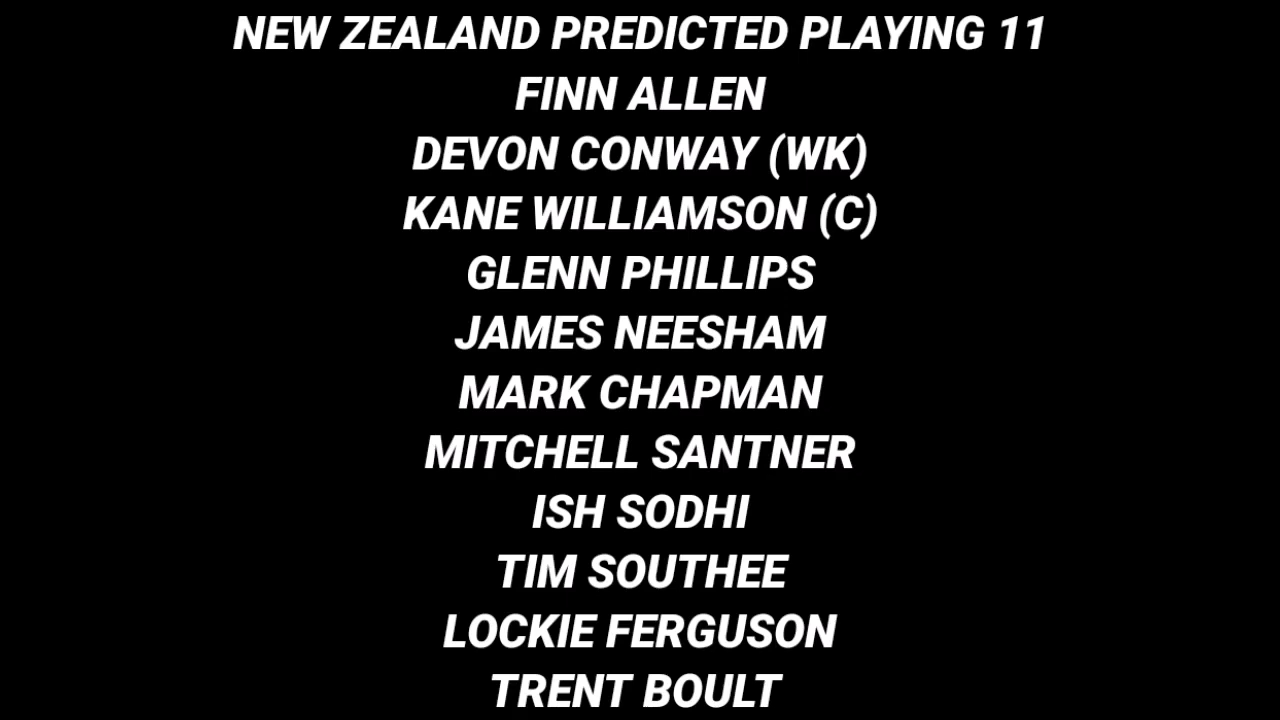 NEW ZEALAND PREDICTED PLAYING 11
FINN ALLEN
DEVON CONWAY (WK)
KANE WILLIAMSON (C)
GLENN PHILLIPS
JAMES NEESHAM
MARK CHAPMAN
MITCHELL SANTNER
ISH SODHI
TIM SOUTHEE
LOCKIE FERGUSON
TRENT BOULT